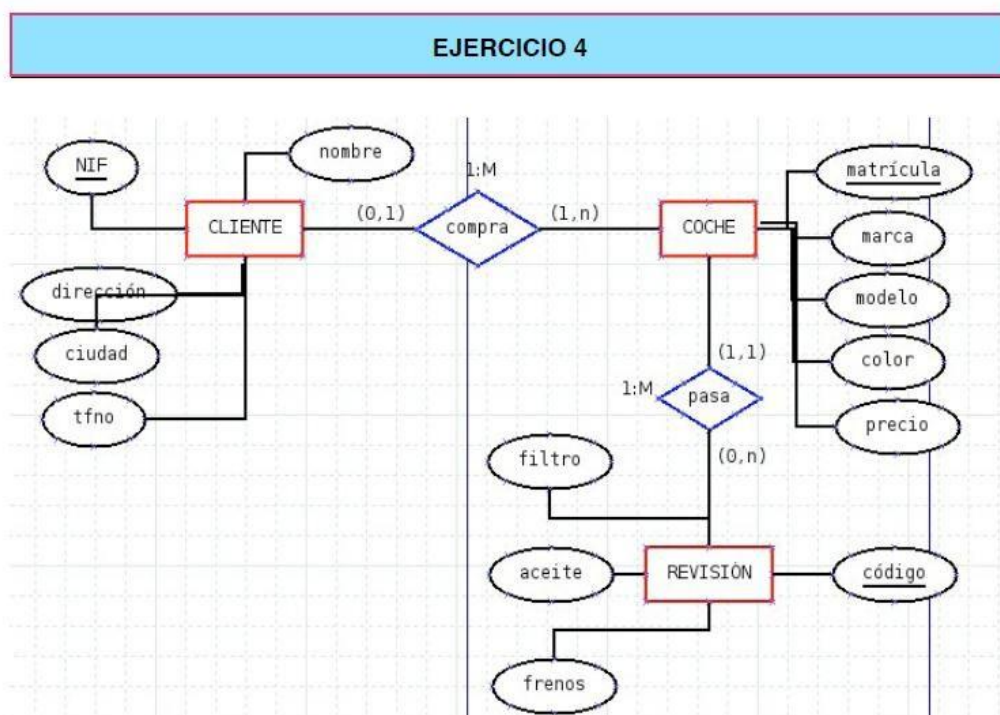 EJERCICIO 4
NIF
nombre
1:M
matrícula
CLIENTE
(0,1)
compra
(1,n)
COCHE
marca
dirección
modelo
ciudad
(1,1)
color
tfno
1:M
pasa
precio
filtro
(0,n)
aceite
REVISIÓN
código
frenos